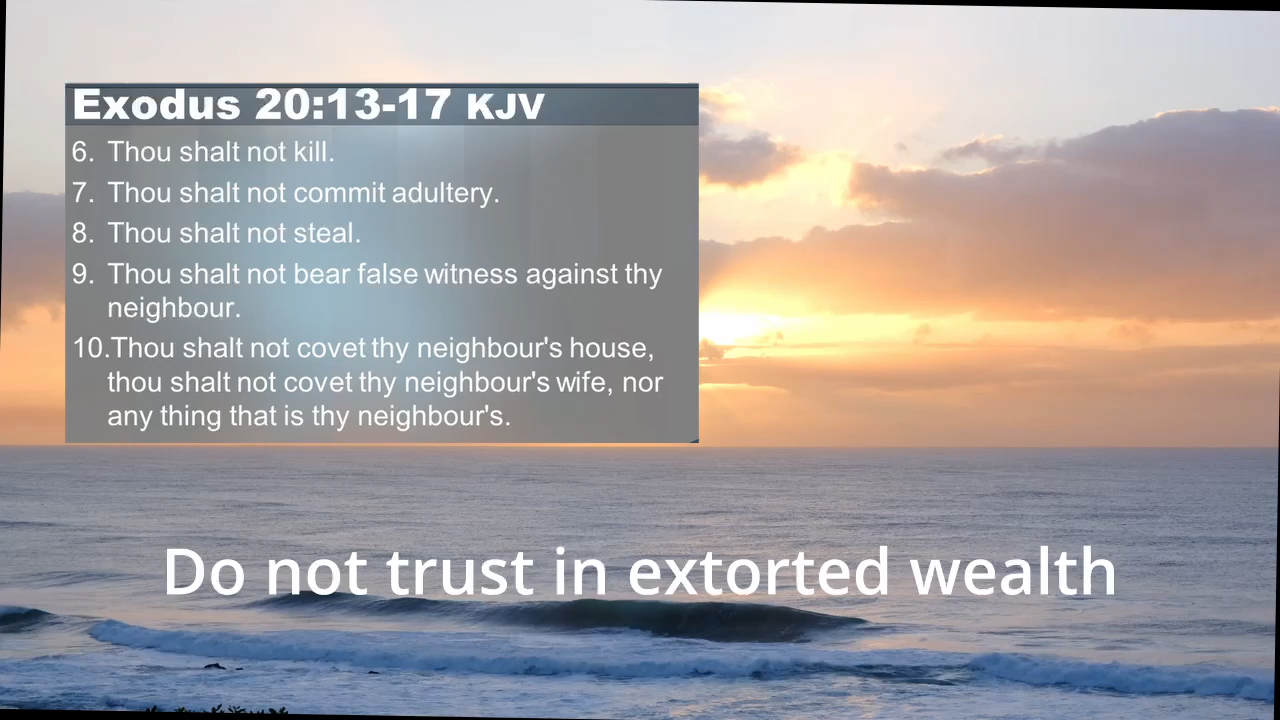 Exodus 20:13-17 KJV
6. Thou shalt not kill.
7. Thou shalt not commit adultery.
8. Thou shalt not steal.
9. Thou shalt not bear false witness against thy
neighbour.
10.Thou shalt not covet thy neighbour's house,
thou shalt not covet thy neighbour's wife, nor
any thing that is thy neighbour's.
Do not trust in extorted wealth